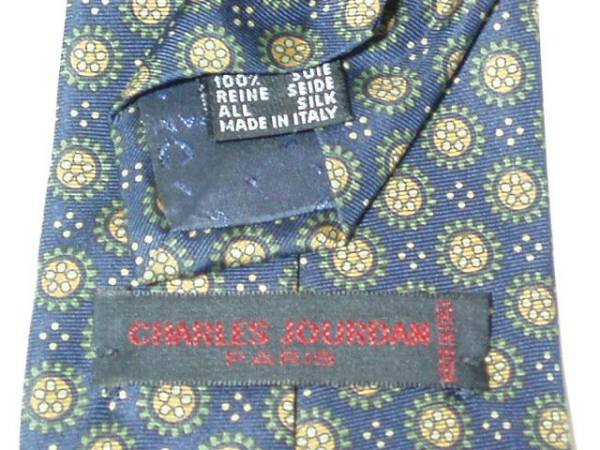 100% SOIE
REINE SEIDE
ALL SILK
MADE IN ITALY
CHARLES JOURDAN
PARIS